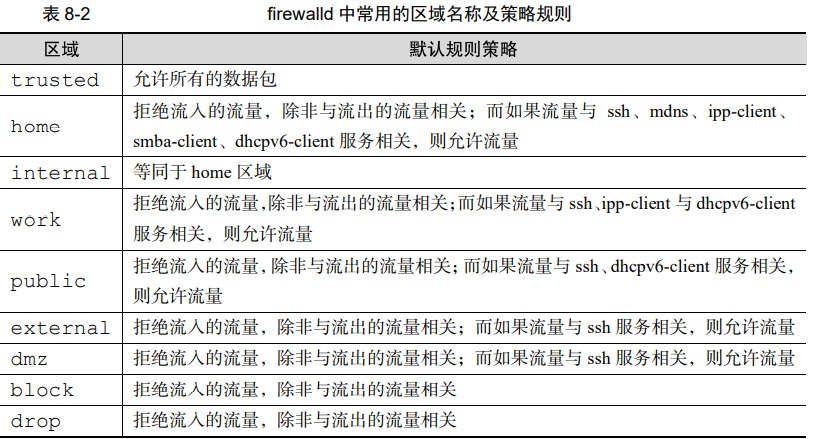 表 8-2 firewalld 中常用的区域名称及策略规则
区域 默认规则策略
trusted 允许所有的数据包
home 拒绝流入的流量，除非与流出的流量相关；而如果流量与 ssh、mdns、ipp-client、
smba-client、dhcpv6-client 服务相关，则允许流量
internal 等同于 home 区域
work 拒绝流入的流量，除非与流出的流量相关；而如果流量与 ssh、ipp-client 与 dhcpv6-client
服务相关，则允许流量
public 拒绝流入的流量，除非与流出的流量相关；而如果流量与 ssh、dhcpv6-client 服务相关，
则允许流量
external 拒绝流入的流量，除非与流出的流量相关；而如果流量与 ssh 服务相关，则允许流量
dmz 拒绝流入的流量，除非与流出的流量相关；而如果流量与 ssh 服务相关，则允许流量
block 拒绝流入的流量，除非与流出的流量相关
drop 拒绝流入的流量，除非与流出的流量相关